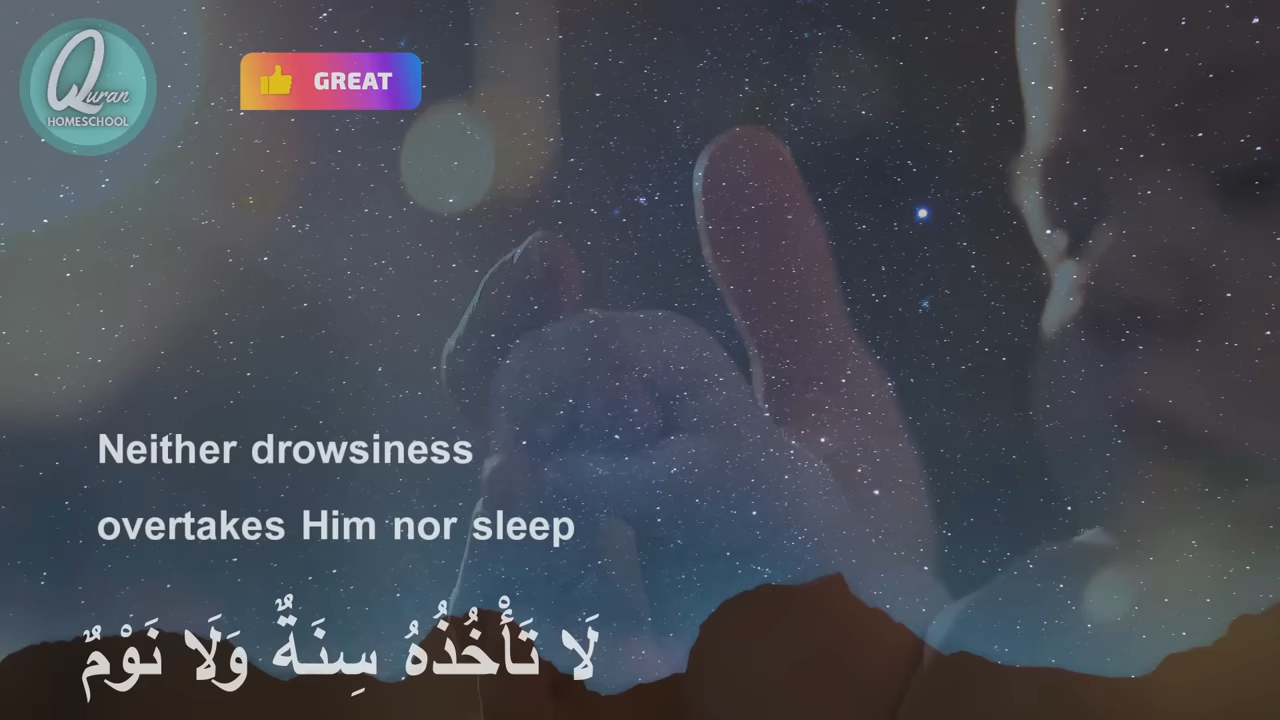 Quran
HOMESCHOOL
GREAT
Neither drowsiness
overtakes Him nor sleep
لَا تَأْخُذُهُ سِنَةٌ وَلَا نَوْمٌ